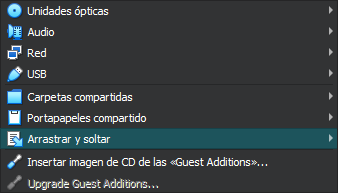 Unidades ópticas
Audio
Red
USB
Carpetas compartidas
Portapapeles compartido
Arrastrar y soltar
Insertar imagen de CD de las «Guest Additions»...
Upgrade Guest Additions...